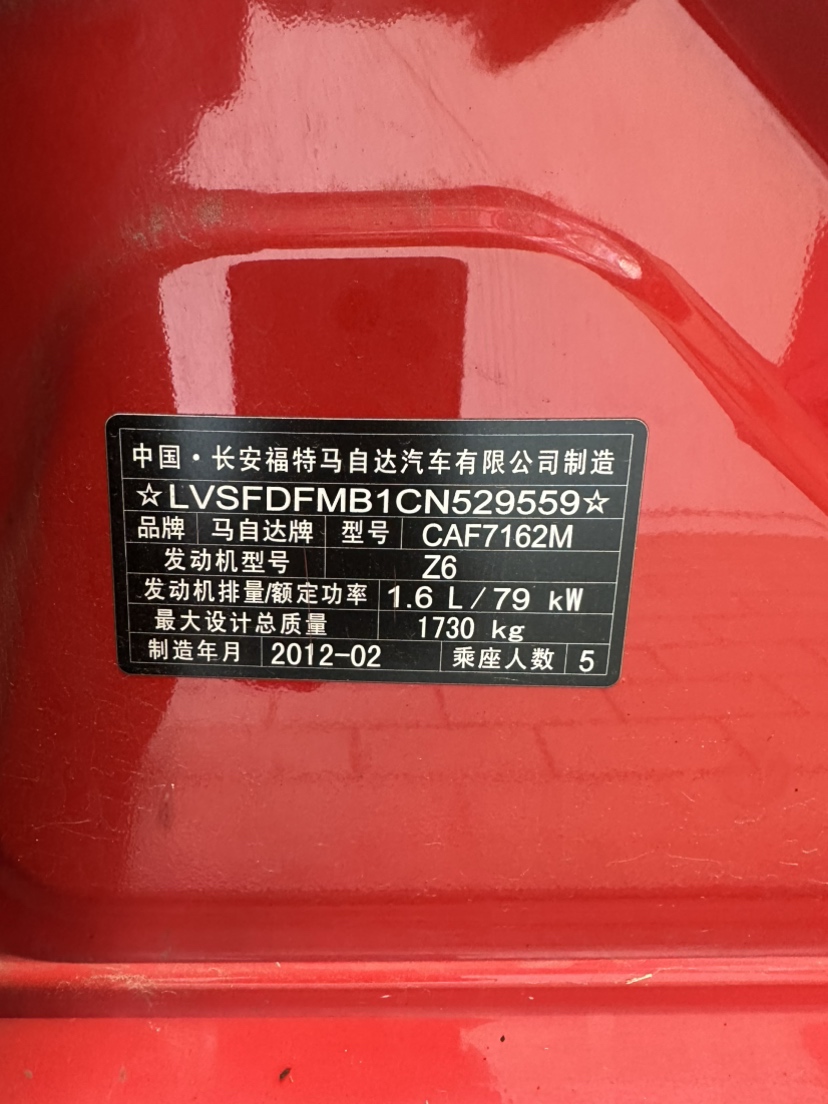 中国·长安福特马自达汽车有限公司制造
☆LVSFDFMB1CN529559☆
品牌 马自达牌 型号 CAF7162M
发动机型号 Z6
发动机排量/额定功率 1.6 L/79 kW
最大设计总质量 1730 kg
制造年月 2012-02 乘座人数 5